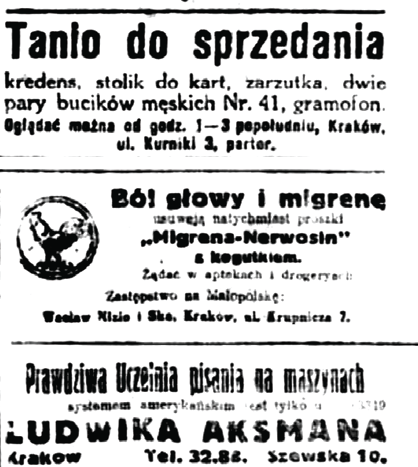 Tanio do sprzedania
kredens, stolik do kart, zarzutka, dwie
pary bucików męskich Nr. 41, gramofon.
Oglądać można od godz. 1—3 popołudniu, Kraków,
ul. Kurniki 3, parter.
Ból głowy i migrenę
usuwają natychmiast proszki
„Migrena-Nerwosin"
z kogutkiem.
Żądać w aptekach i drogeryach
Zastępstwo na Małopolskę:
Wacław Nizio i Ska, Kraków, ul. Krupnicza 7.
Prawdziwa Uczelnia pisania na maszynach
systemem amerykańskim jest tylko u
LUDWIKA AKSMANA
Krakow Tel. 32.88. Szewska 10.